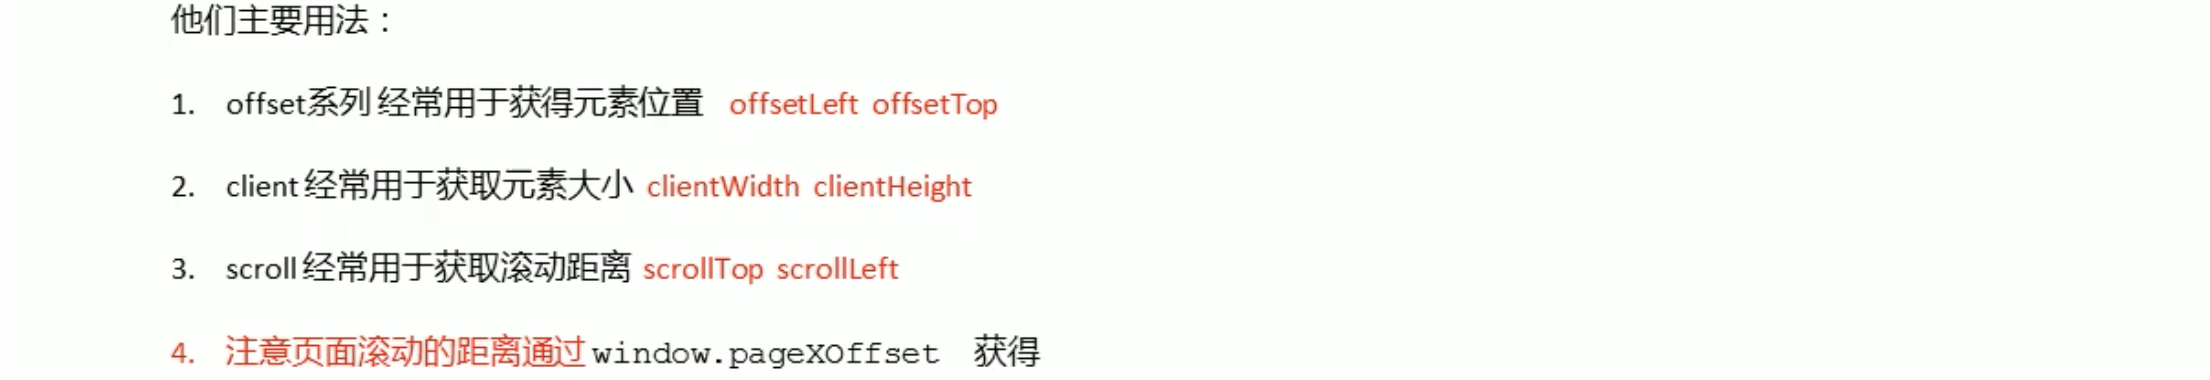 他们主要用法：
1. offset系列 经常用于获得元素位置 offsetLeft offsetTop
2. client 经常用于获取元素大小 clientWidth clientHeight
3. scroll 经常用于获取滚动距离 scrollTop scrollLeft
4. 注意页面滚动的距离通过 window.pageXOffset 获得